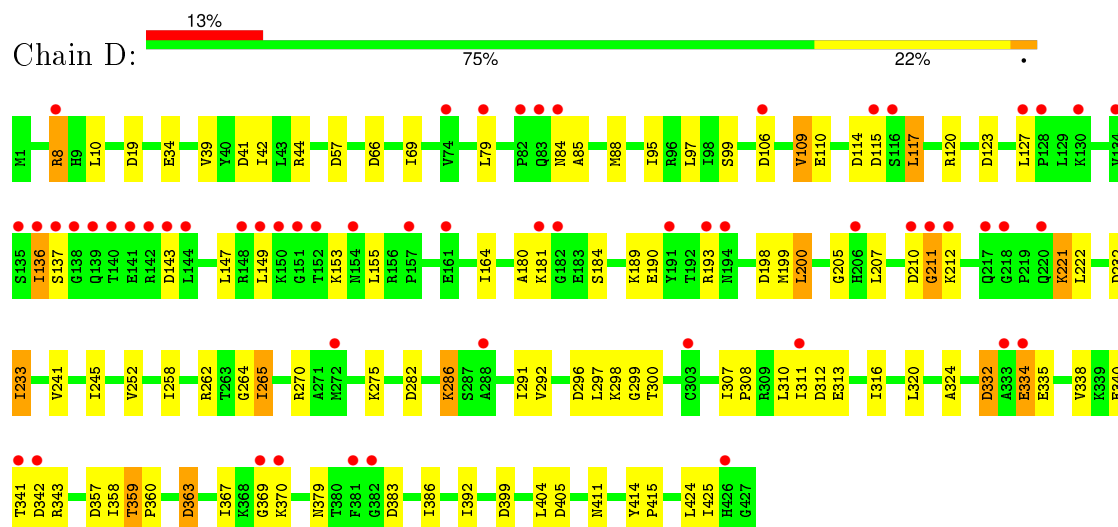 13%
Chain D:
75% 22% •
M1 R8 H9 L10 D19 E34 V39 Y40 D41 I42 L43 R44 D57 D66 I69 V74 L79 P82 Q83 N84 A85 M88 I95 R96 L97 I98 S99 D106 V109 E110 D114 D115 S116 L117 R120 D123 L127 P128 L129 K130
S135 I136 S137 G138 Q139 T140 E141 R142 D143 L144 L147 R148 L149 K150 G151 T152 K153 N154 L155 R156 P157 E161 I164 A180 K181 G182 E183 S184 K189 E190 Y191 T192 R193 N194 D198 M199 L200 G205 H206 L207 D210 G211 K212 Q217 G218 P219 Q220 K221 L222
I233 V241 I245 V252 I258 R262 T263 G264 I265 R270 A271 M272 K275 D282 K286 S287 A288 I291 V292 D296 L297 K298 G299 T300 C303 I307 P308 R309 L310 I311 D312 E313 I316 L320 A324 D332 A333 E334 E335 V338 K339
T341 D342 R343 D357 I358 T359 P360 D363 I367 K368 G369 K370 N379 T380 F381 G382 D383 I386 I392 D399 L404 D405 N411 Y414 P415 L424 I425 H426 G427